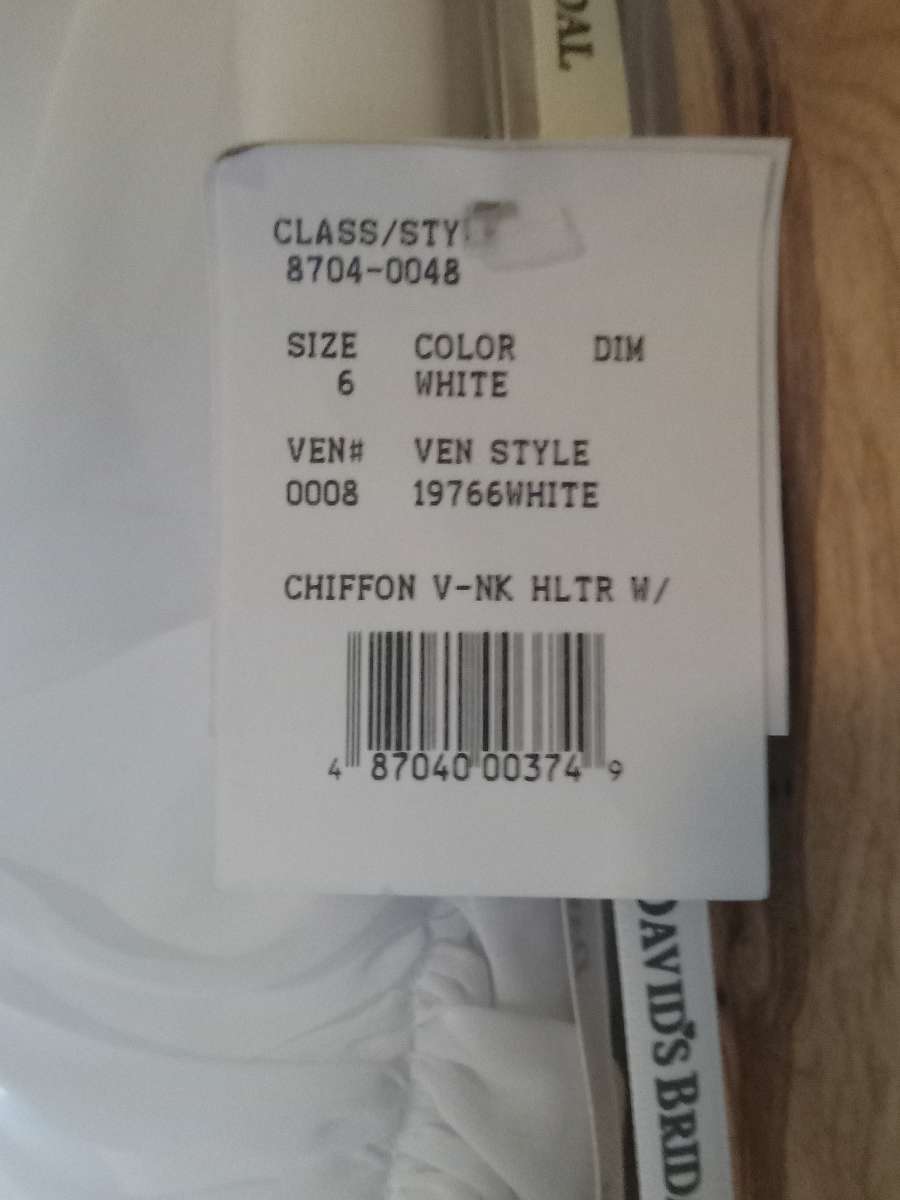 DAL
CLASS/STY
8704-0048
SIZE COLOR DIM
6 WHITE
VEN# VEN STYLE
0008 19766WHITE
CHIFFON V-NK HLTR W/
4 87040 00374 9
DAVID'S BRIDA